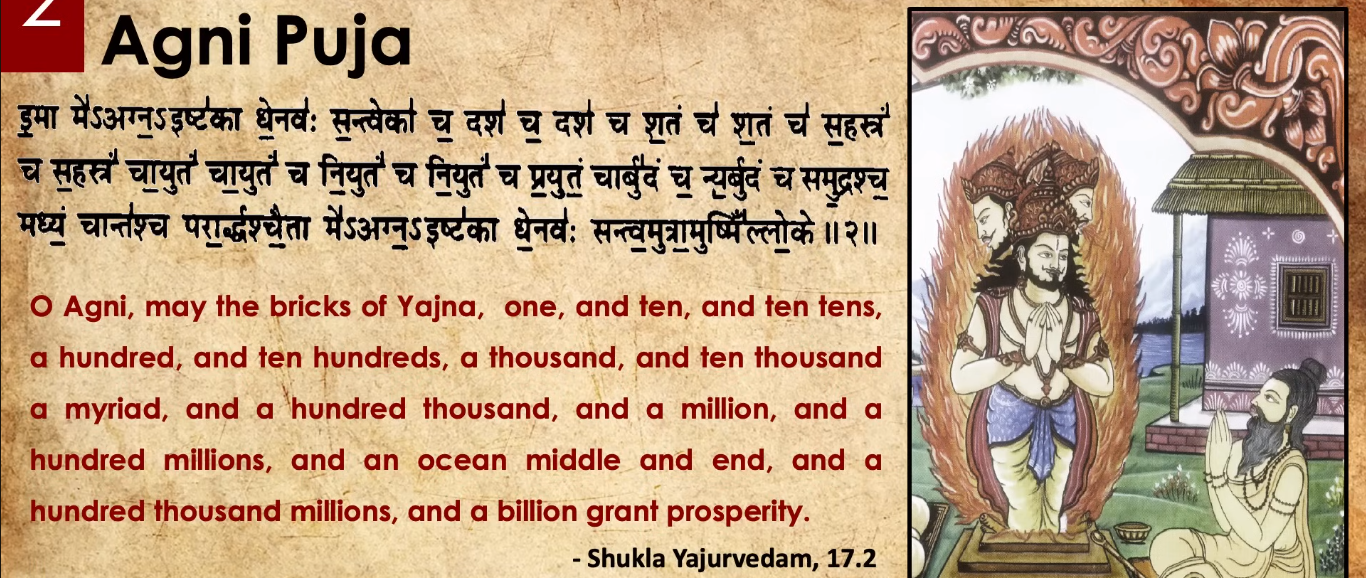 2
Agni Puja
इ॒मा मे॑ऽअग्न॒ऽइष्ट॑का धे॒नवः॑ स॒न्त्वेका॑ च॒ दश॑ च॒ दश॑ च श॒तं च॑ श॒तं च॑ स॒हस्रं॑
च स॒हस्रं॑ चा॒युतं॑ चा॒युतं॑ च नि॒युतं॑ च नि॒युतं॑ च प्र॒युतं॒ चार्बु॑दं च॒ न्य॒र्बुदं च समु॒द्रश्च॒
मध्यं॒ चान्त॑श्च परा॒र्द्धश्चै॒ता मे॑ऽअग्न॒ऽइष्ट॑का धे॒नवः॑ सन्त्व॒मुत्रा॒मुष्मिँ॑ल्लो॒के ॥२॥
O Agni, may the bricks of Yajna, one, and ten, and ten tens,
a hundred, and ten hundreds, a thousand, and ten thousand
a myriad, and a hundred thousand, and a million, and a
hundred millions, and an ocean middle and end, and a
hundred thousand millions, and a billion grant prosperity.
- Shukla Yajurvedam, 17.2